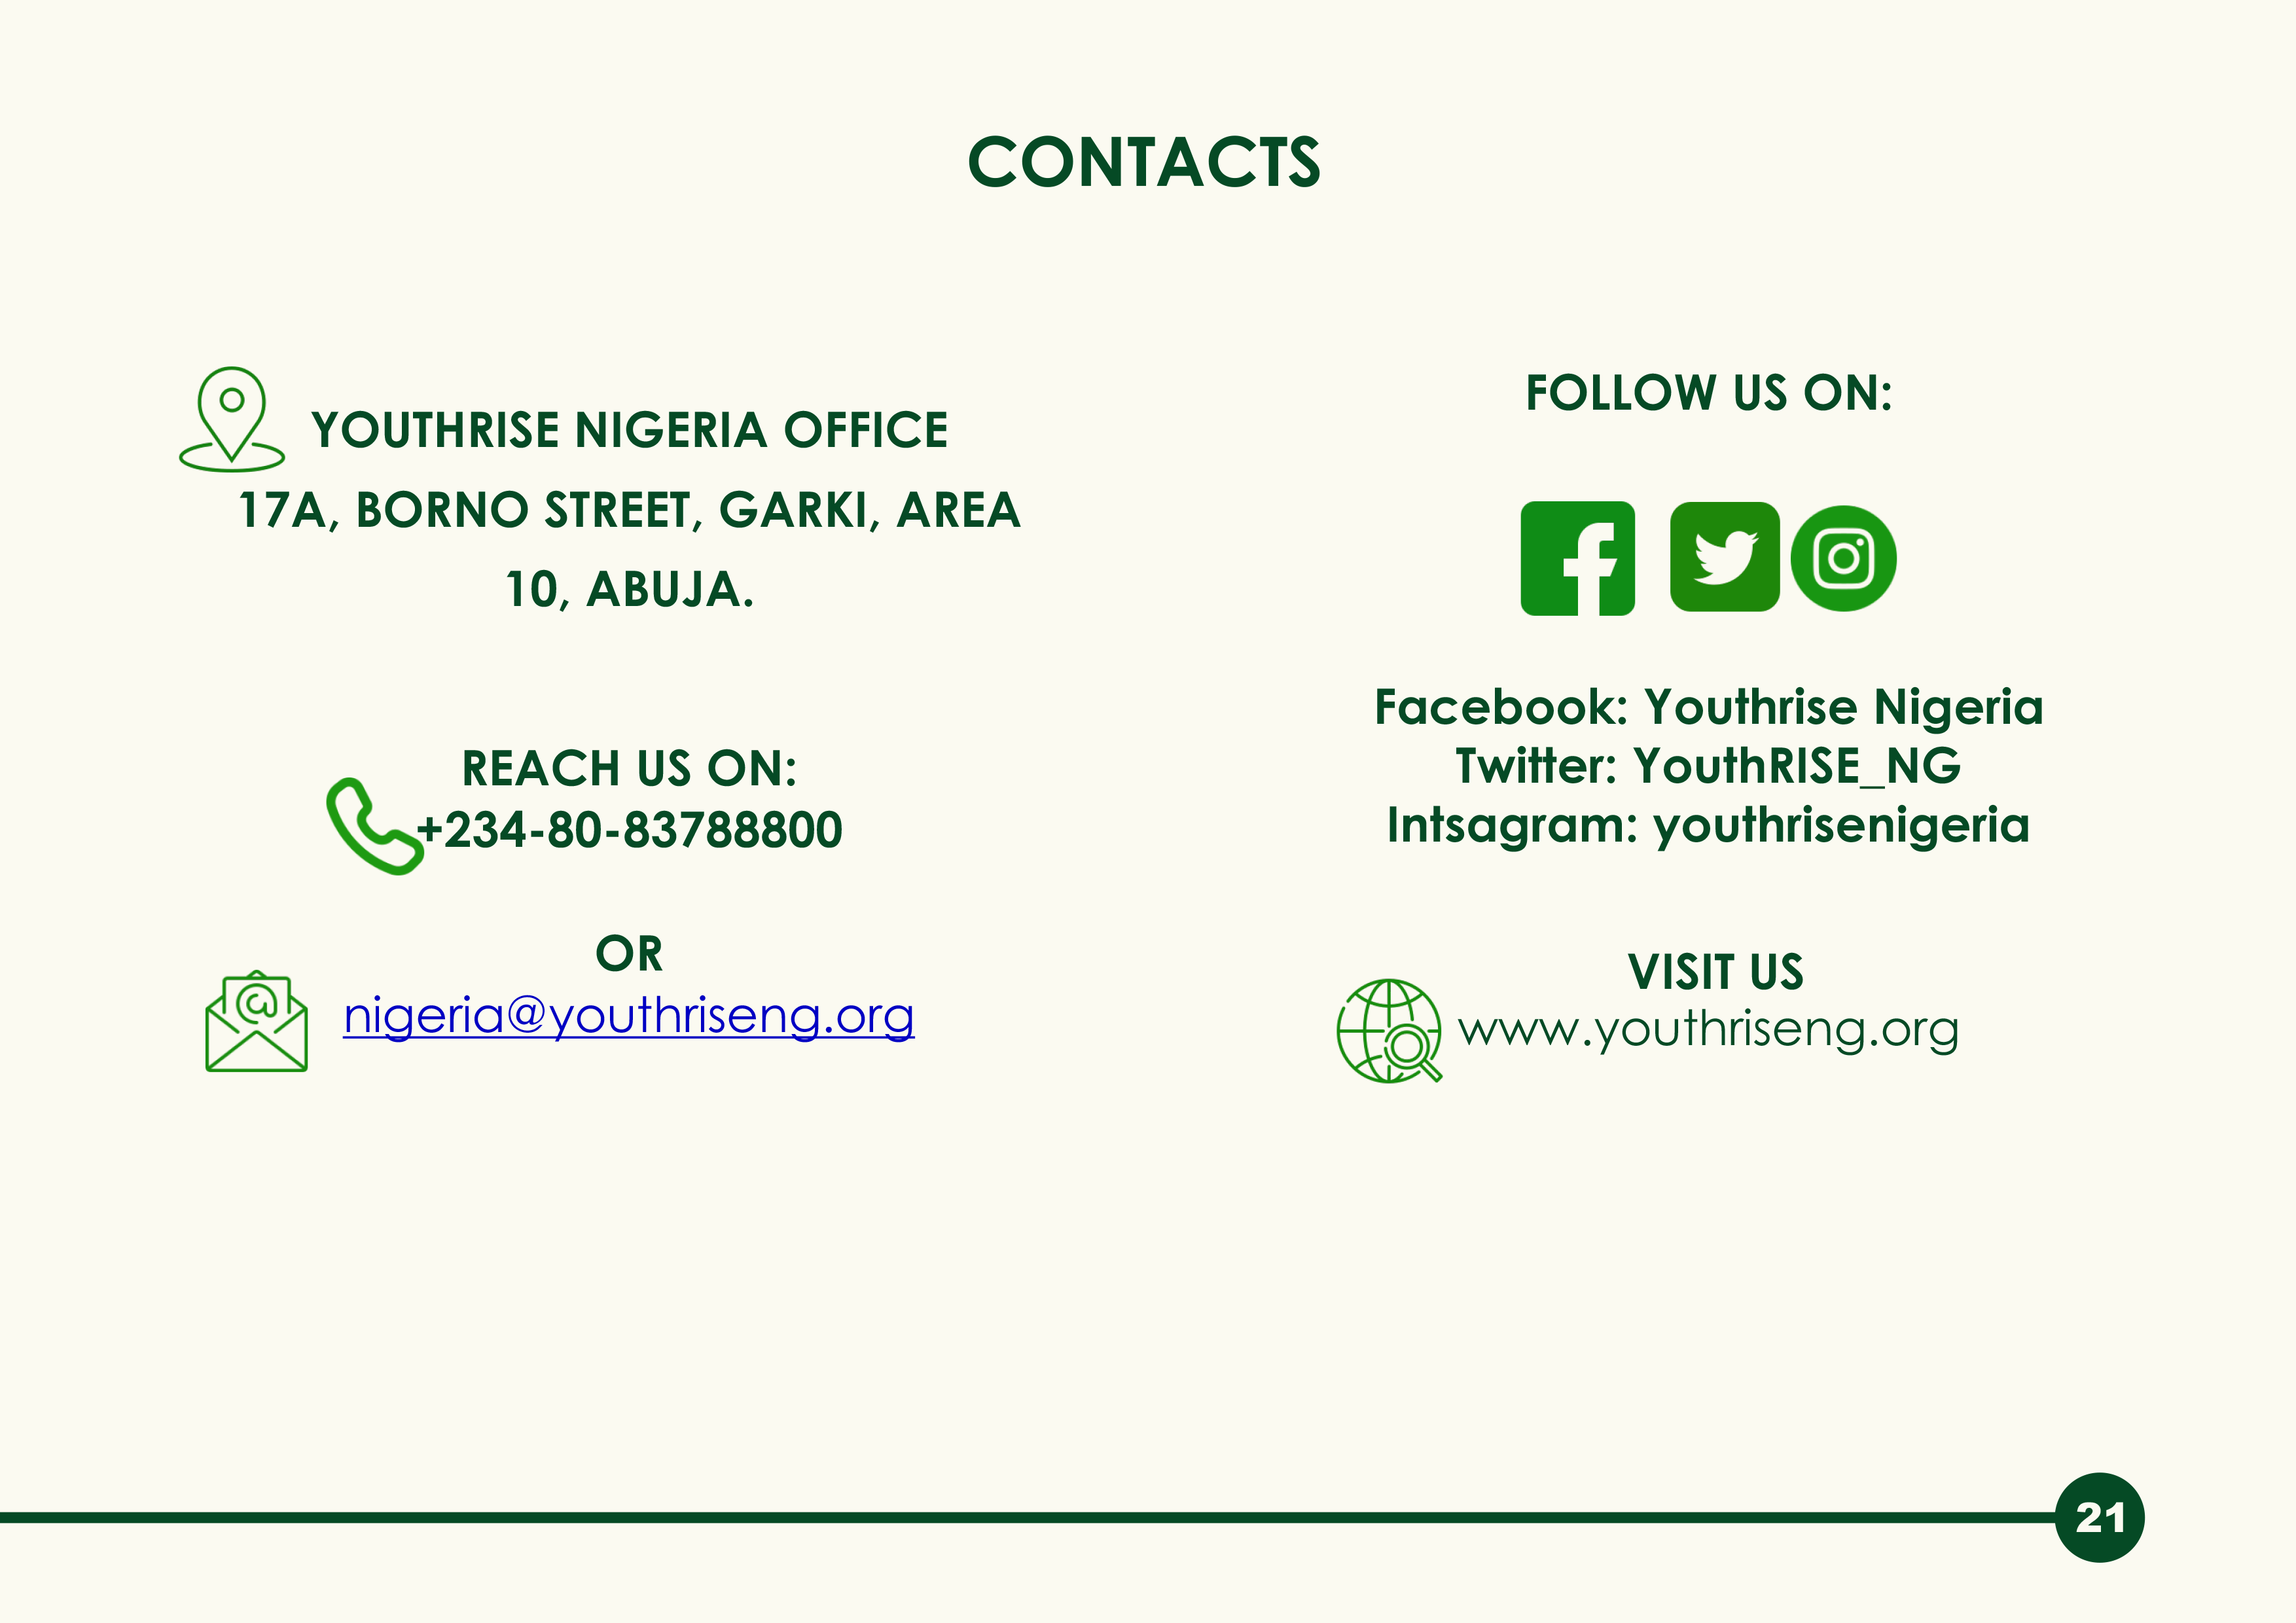 CONTACTS
YOUTHRISE NIGERIA OFFICE
17A, BORNO STREET, GARKI, AREA
10, ABUJA.
REACH US ON:
+234-80-83788800
OR
nigeria@youthriseng.org
FOLLOW US ON:
Facebook: Youthrise Nigeria
Twitter: YouthRISE_NG
Intsagram: youthrisenigeria
VISIT US
www.youthriseng.org
21